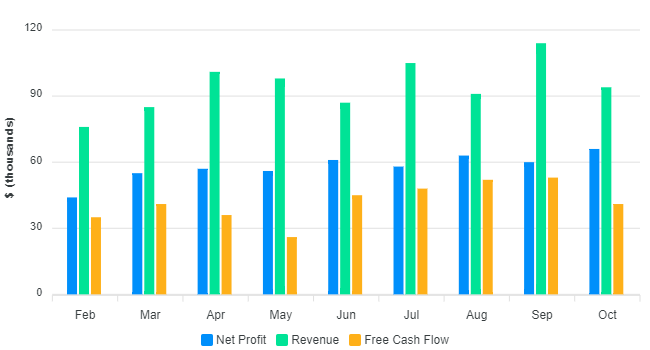 120
90
60
30
0
$ (thousands)
Feb Mar Apr May Jun Jul Aug Sep Oct
Net Profit Revenue Free Cash Flow